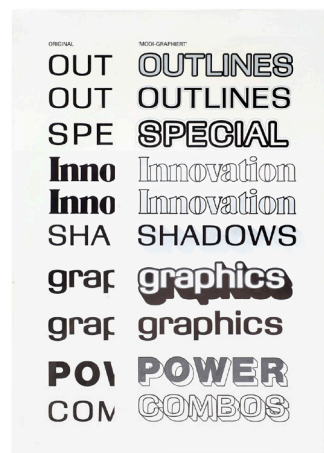 ORIGINAL 'MODI-GRAPHIERT'
OUT OUTLINES
OUT OUTLINES
SPE SPECIAL
Inno Innovation
Inno Innovation
SHA SHADOWS
grap graphics
grap graphics
POW POWER
COM COMBOS